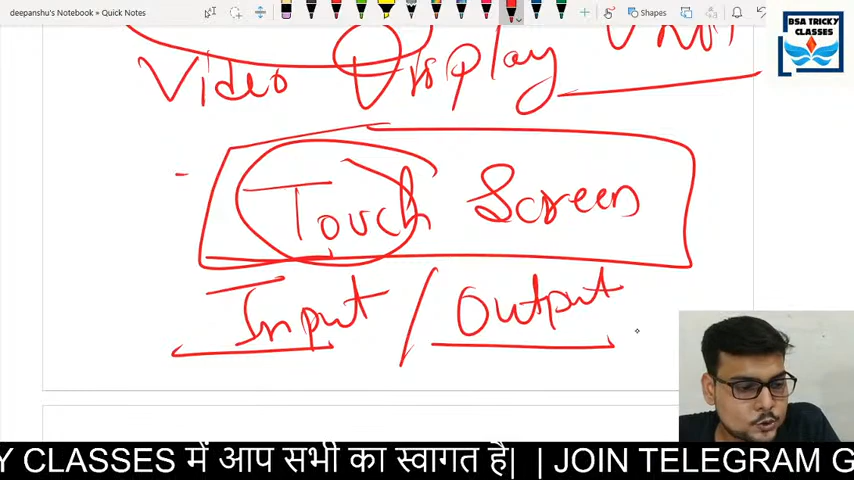 deepanshu's Notebook » Quick Notes
Shapes
BSA TRICKY
CLASSES
Video Display
Touch Screen
Input / Output
Y CLASSES में आप सभी का स्वागत है| | JOIN TELEGRAM G